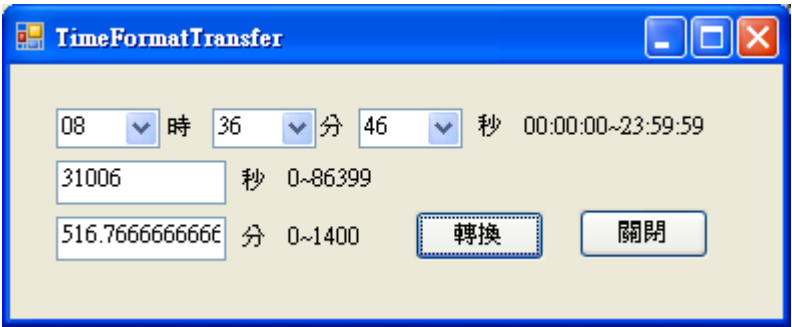 TimeFormatTransfer
08 時 36 分 46 秒 00:00:00~23:59:59
31006 秒 0~86399
516.7666666666 分 0~1400 轉換 關閉